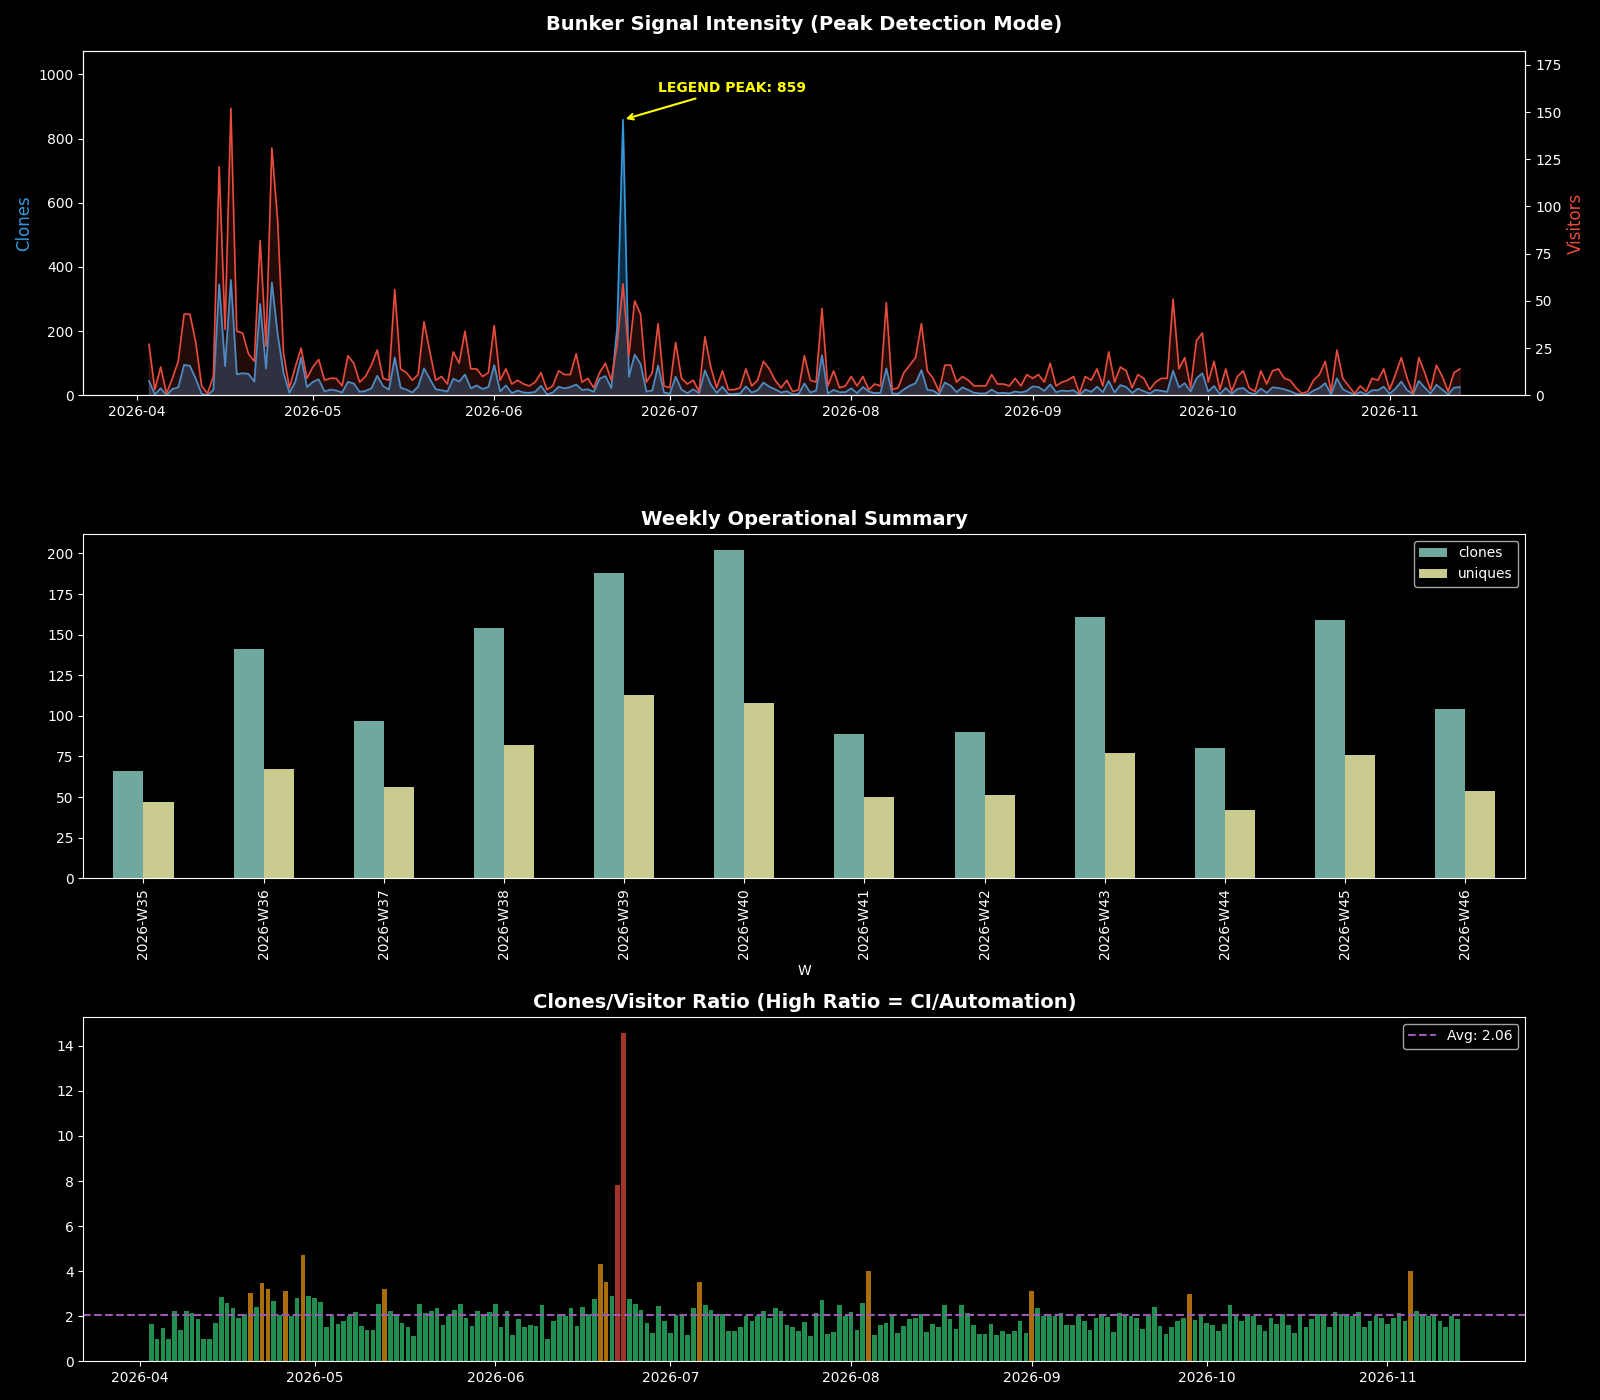 Bunker Signal Intensity (Peak Detection Mode)
LEGEND PEAK: 859
Clones
1000
800
600
400
200
0
175
150
125
100
75
50
25
0
Visitors
2026-04 2026-05 2026-06 2026-07 2026-08 2026-09 2026-10 2026-11
Weekly Operational Summary
clones
uniques
200
175
150
125
100
75
50
25
0
2026-W35 2026-W36 2026-W37 2026-W38 2026-W39 2026-W40 2026-W41 2026-W42 2026-W43 2026-W44 2026-W45 2026-W46
W
Clones/Visitor Ratio (High Ratio = CI/Automation)
Avg: 2.06
14
12
10
8
6
4
2
0
2026-04 2026-05 2026-06 2026-07 2026-08 2026-09 2026-10 2026-11